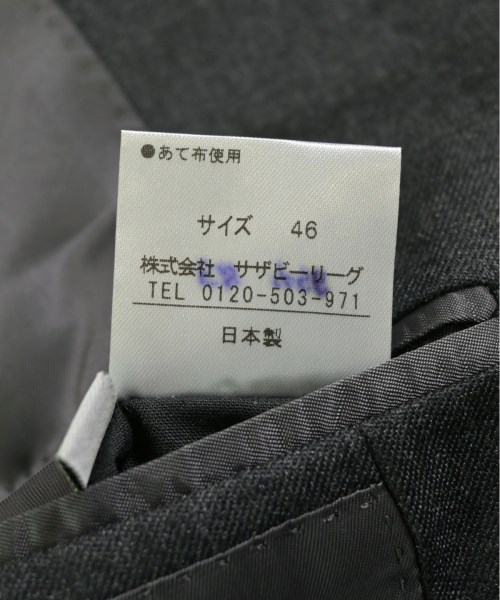 ●あて布使用
サイズ 46
株式会社 サザビーリーグ
TEL 0120-503-971
日本製